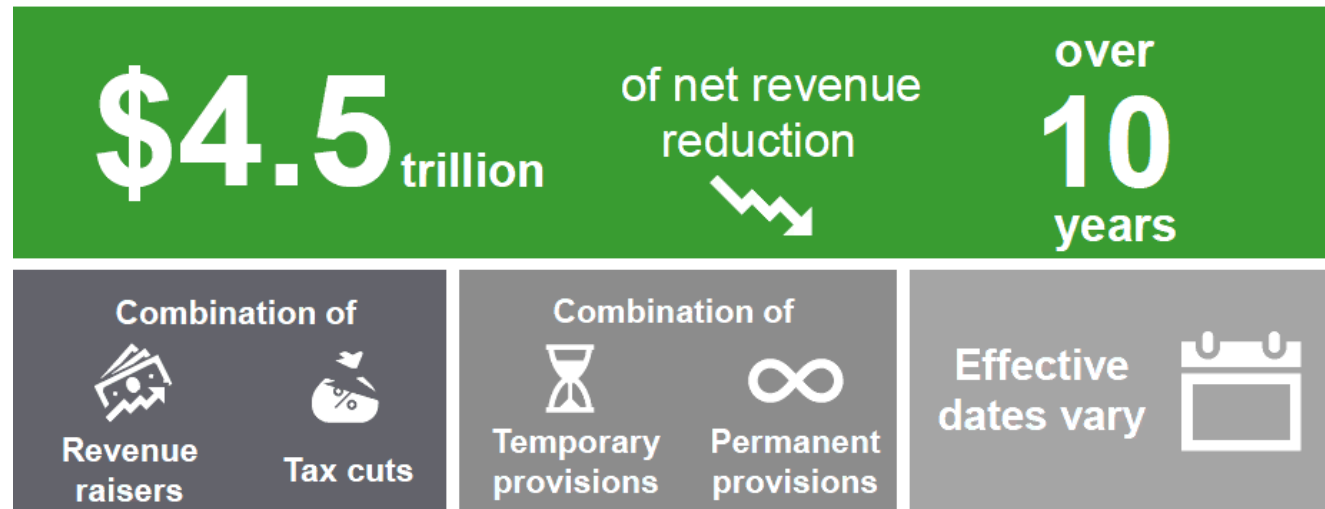 $4.5 trillion
of net revenue
reduction
over
10
years
Combination of
Revenue
raisers
%
Tax cuts
Combination of
Temporary
provisions
Permanent
provisions
Effective
dates vary